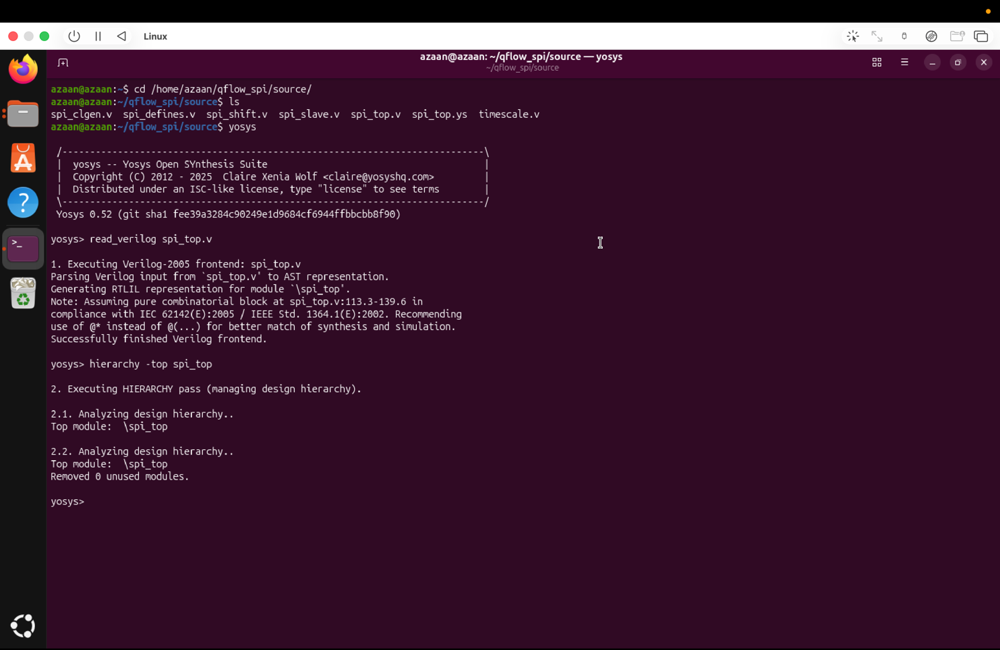 Linux
azaan@azaan: ~/qflow_spi/source — yosys
~/qflow_spi/source
azaan@azaan:~$ cd /home/azaan/qflow_spi/source/
azaan@azaan:~/qflow_spi/source$ ls
spi_clgen.v  spi_defines.v  spi_shift.v  spi_slave.v  spi_top.v  spi_top.ys  timescale.v
azaan@azaan:~/qflow_spi/source$ yosys
/----------------------------------------------------------------------------\
|  yosys -- Yosys Open SYnthesis Suite                                       |
|  Copyright (C) 2012 - 2025  Claire Xenia Wolf <claire@yosyshq.com>         |
|  Distributed under an ISC-like license, type "license" to see terms        |
\----------------------------------------------------------------------------/
Yosys 0.52 (git sha1 fee39a3284c90249e1d9684cf6944ffbbcbb8f90)
yosys> read_verilog spi_top.v
1. Executing Verilog-2005 frontend: spi_top.v
Parsing Verilog input from `spi_top.v' to AST representation.
Generating RTLIL representation for module `\spi_top'.
Note: Assuming pure combinatorial block at spi_top.v:113.3-139.6 in
compliance with IEC 62142(E):2005 / IEEE Std. 1364.1(E):2002. Recommending
use of @* instead of @(...) for better match of synthesis and simulation.
Successfully finished Verilog frontend.
yosys> hierarchy -top spi_top
2. Executing HIERARCHY pass (managing design hierarchy).
2.1. Analyzing design hierarchy..
Top module:  \spi_top
2.2. Analyzing design hierarchy..
Top module:  \spi_top
Removed 0 unused modules.
yosys>